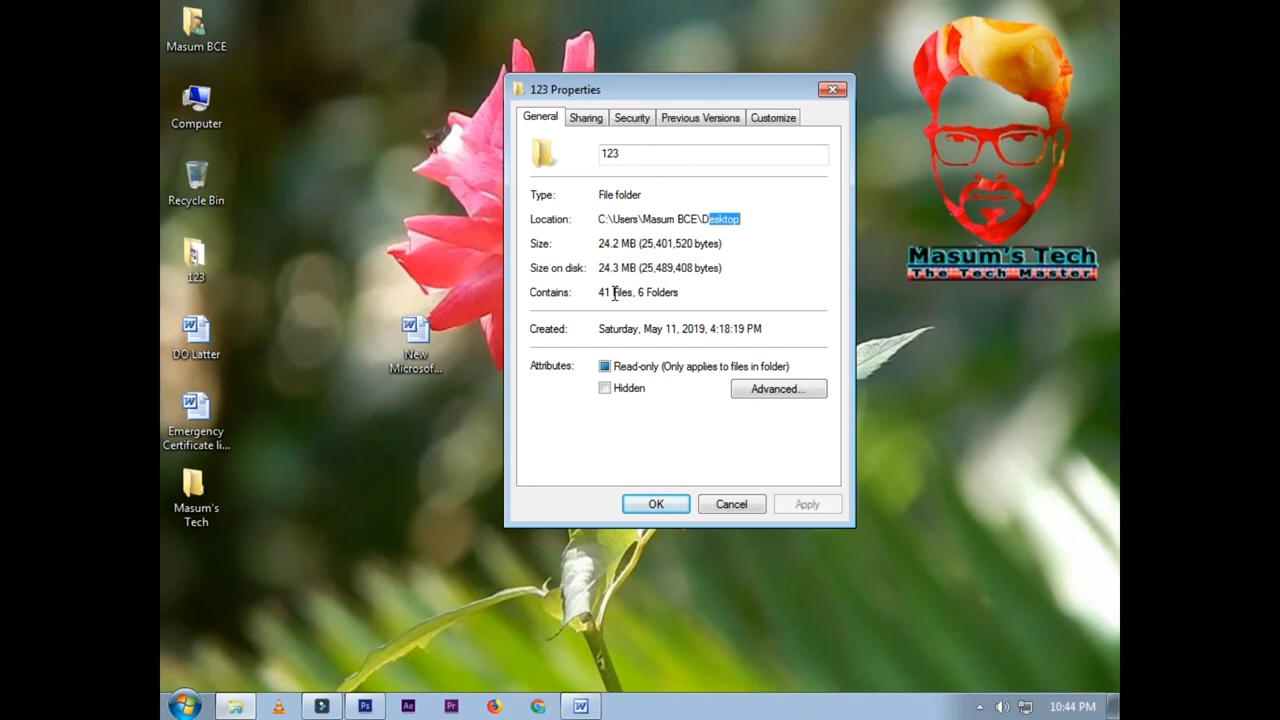 Masum BCE
Computer
Recycle Bin
123
DO Latter
Emergency
Certificate li...
Masum's
Tech
New
Microsof...
123 Properties
General
Sharing
Security
Previous Versions
Customize
123
Type:
File folder
Location:
C:\Users\Masum BCE\Desktop
Size:
24.2 MB (25,401,520 bytes)
Size on disk:
24.3 MB (25,489,408 bytes)
Contains:
41 Files, 6 Folders
Created:
Saturday, May 11, 2019, 4:18:19 PM
Attributes:
Read-only (Only applies to files in folder)
Hidden
Advanced...
OK
Cancel
Apply
Masum's Tech
The Tech Master
Ps
Ae
Pr
W
10:44 PM